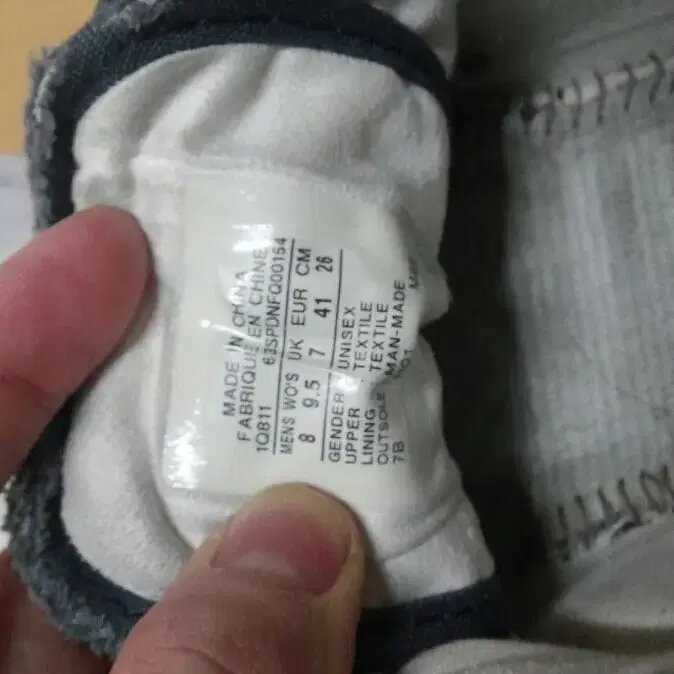 MADE IN CHINA
FABRIQUE EN CHINE
1Q811 63SPDNFQ00154
MENS WO'S UK EUR CM
8 9.5 7 41 26
GENDER UNISEX
UPPER TEXTILE
LINING TEXTILE
OUTSOLE MAN-MADE
7B